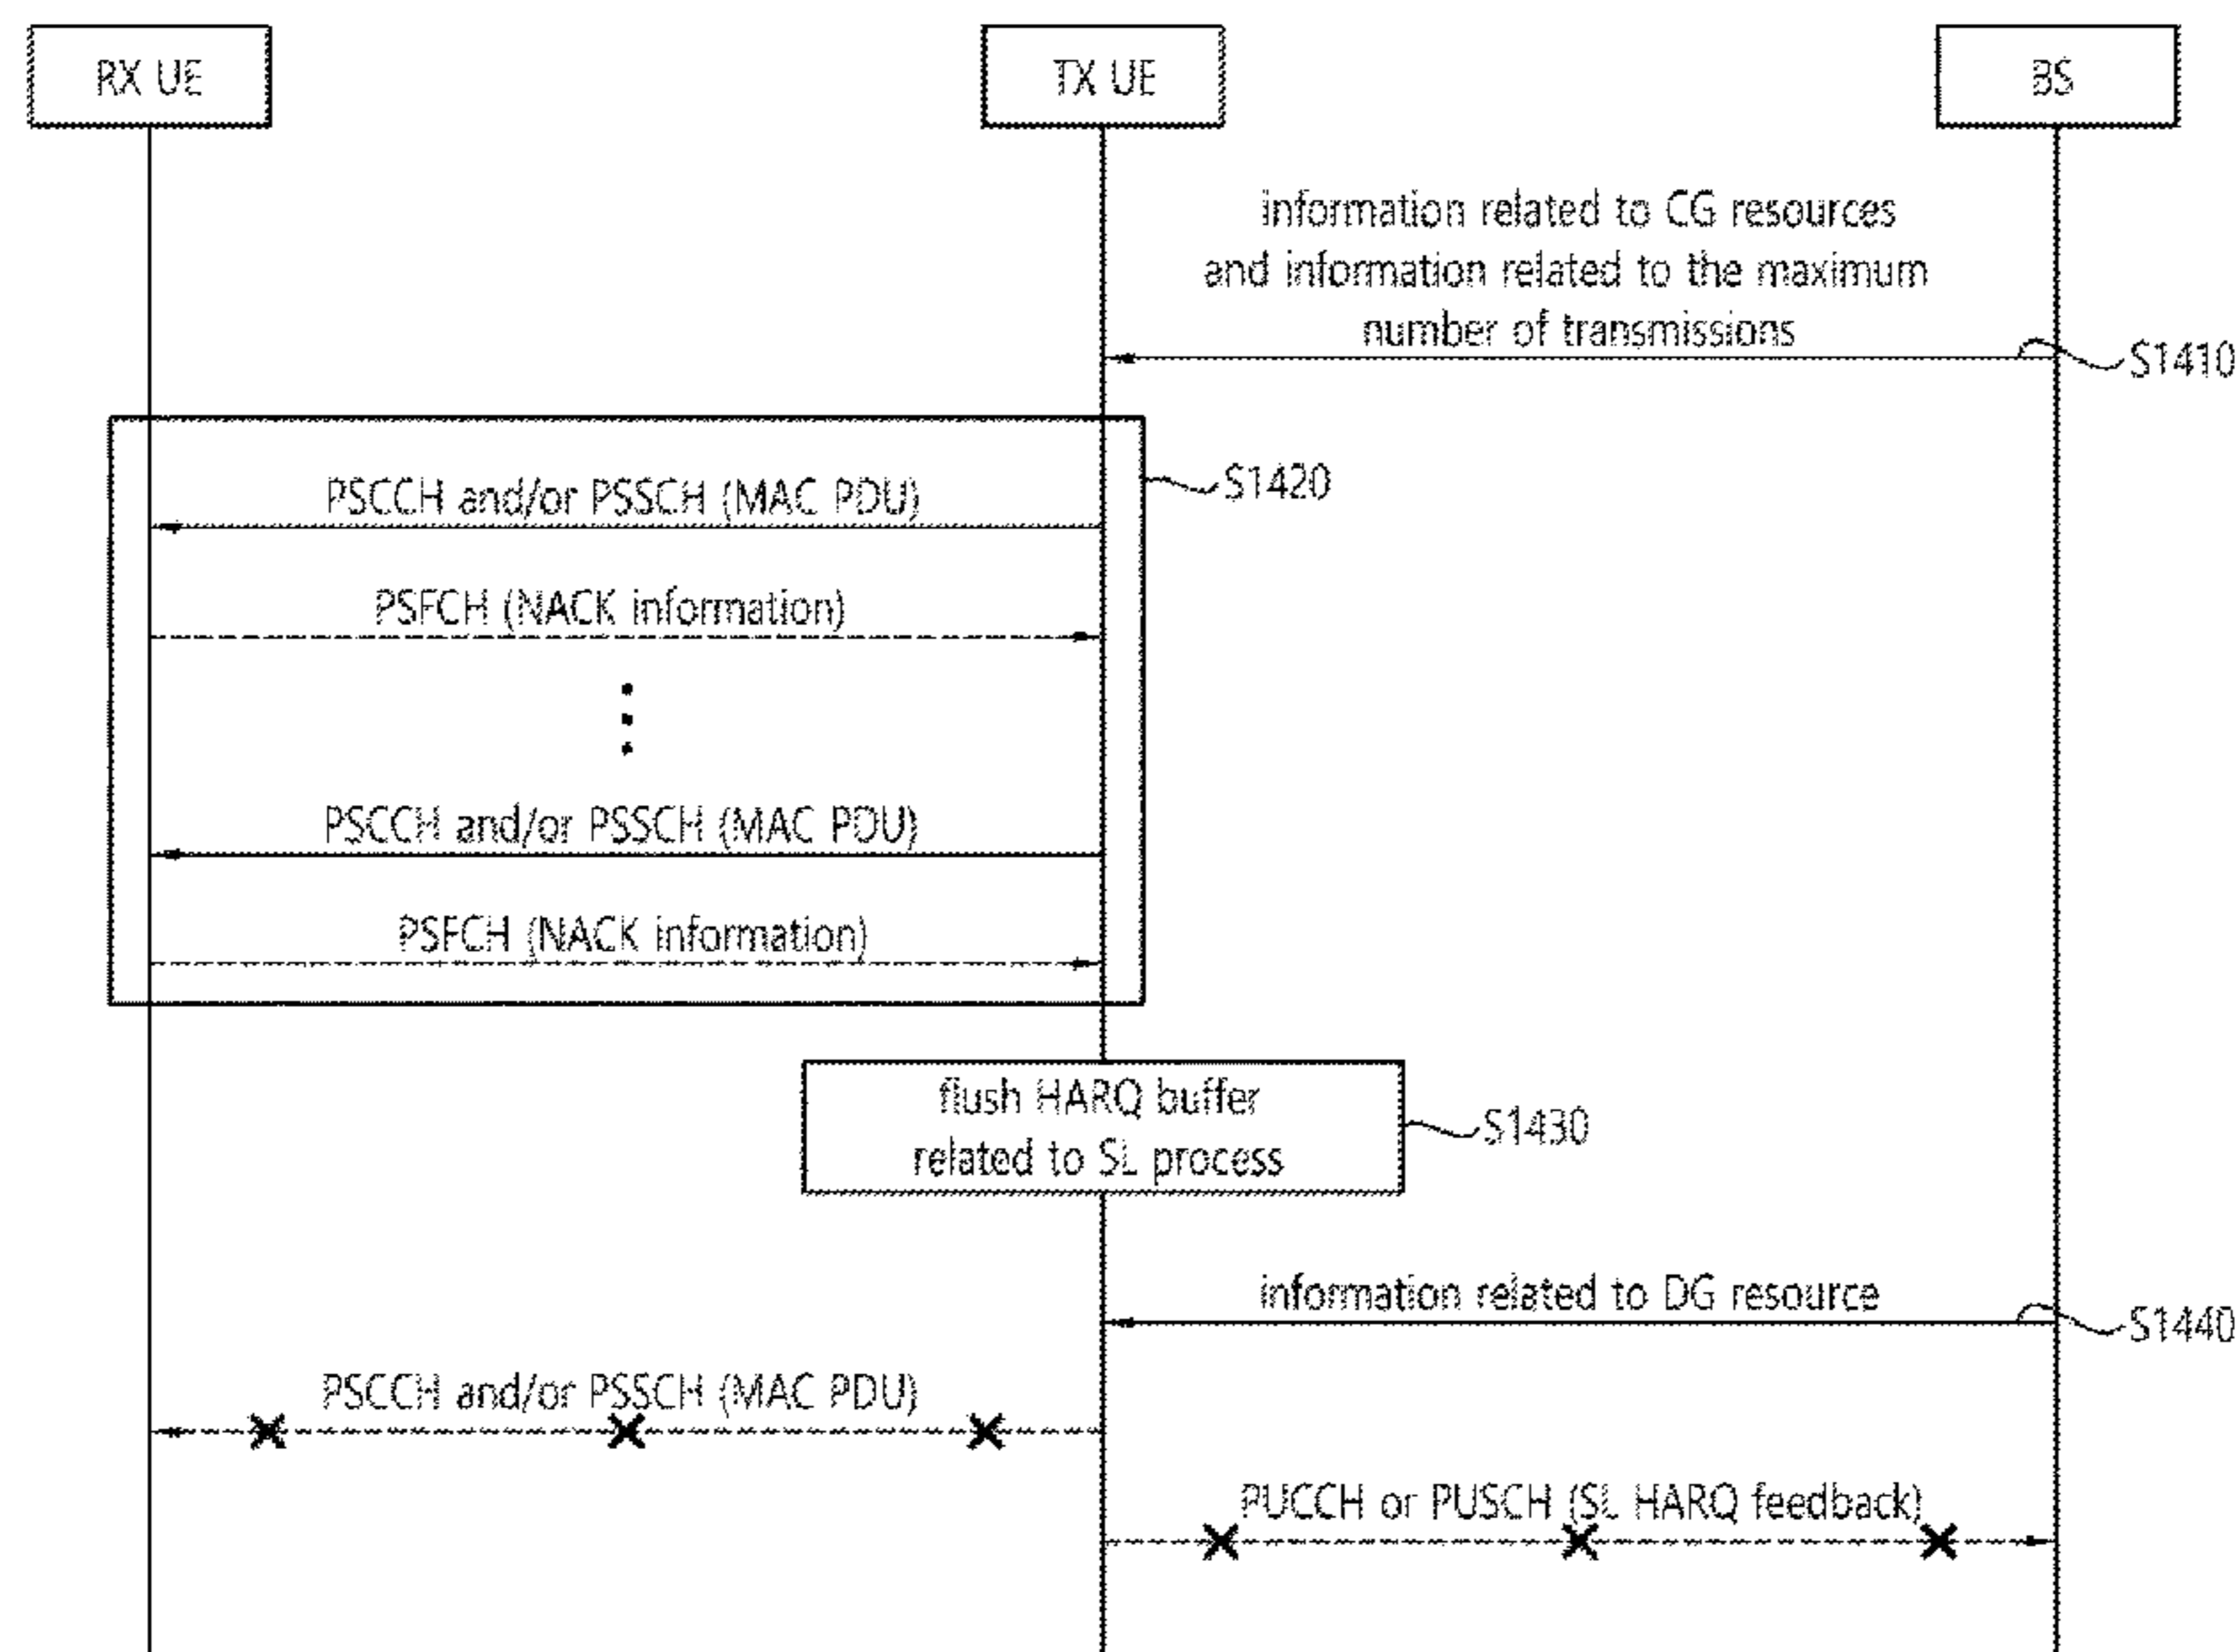 RX UE
TX UE
BS
information related to CG resources
and information related to the maximum
number of transmissions
S1410
S1420
PSCCH and/or PSSCH (MAC PDU)
PSFCH (NACK information)
PSCCH and/or PSSCH (MAC PDU)
PSFCH (NACK information)
flush HARQ buffer
related to SL process
S1430
information related to DG resource
S1440
PSCCH and/or PSSCH (MAC PDU)
PUCCH or PUSCH (SL HARQ feedback)